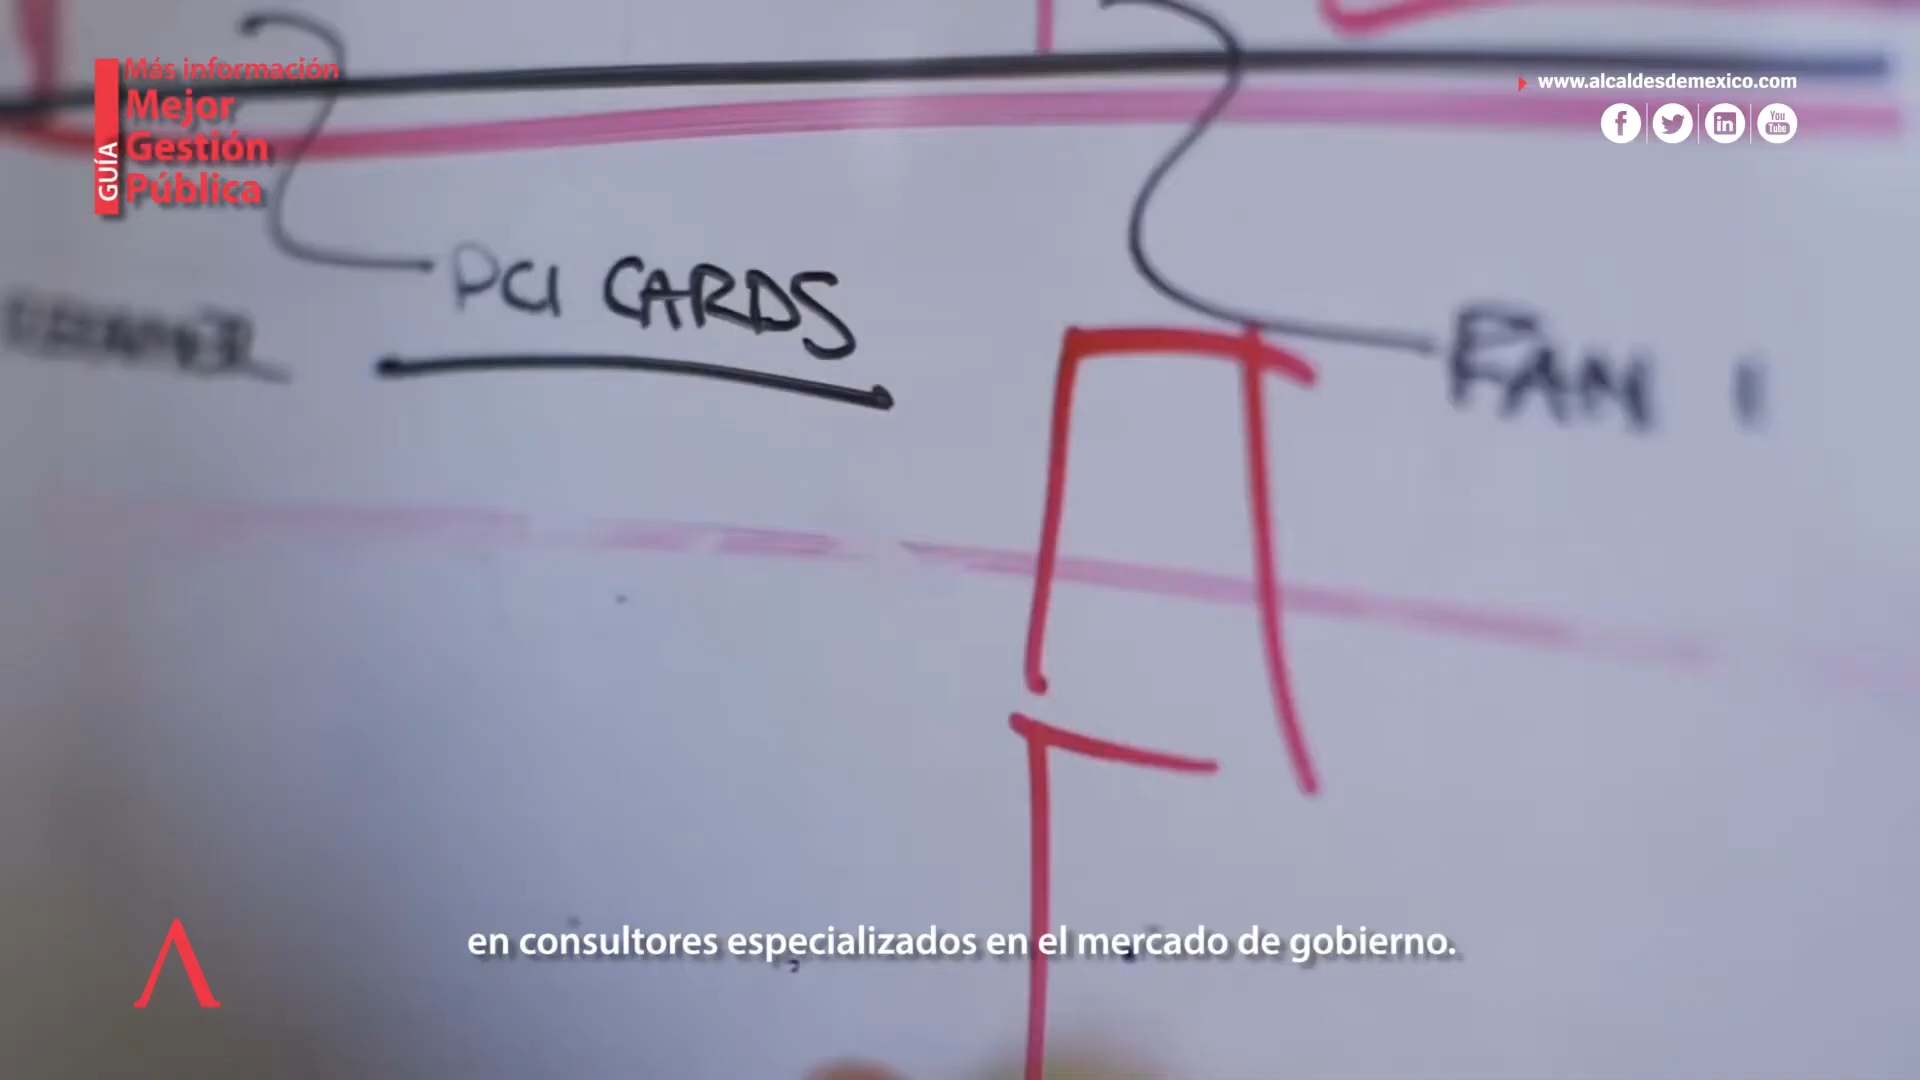 Más información
Mejor
Gestión
Pública
GUÍA
www.alcaldesdemexico.com
You
Tube
PCI CARDS
FAN 1
en consultores especializados en el mercado de gobierno.